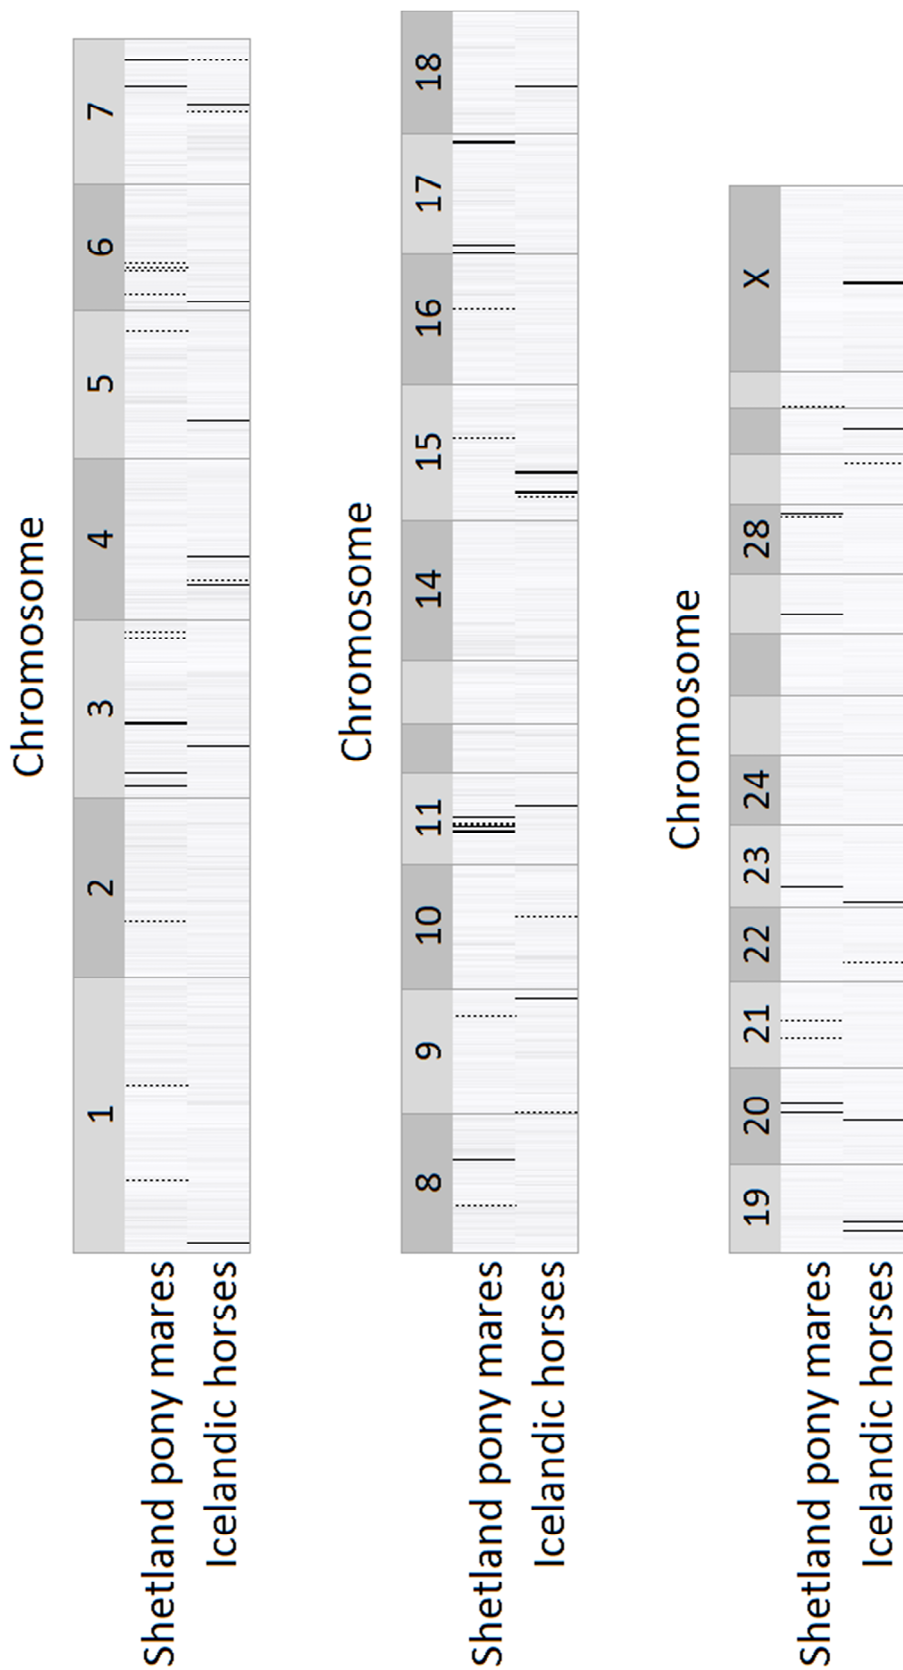 Chromosome
1 2 3 4 5 6 7
Shetland pony mares
Icelandic horses
Chromosome
8 9 10 11 14 15 16 17 18
Shetland pony mares
Icelandic horses
Chromosome
19 20 21 22 23 24 28 X
Shetland pony mares
Icelandic horses